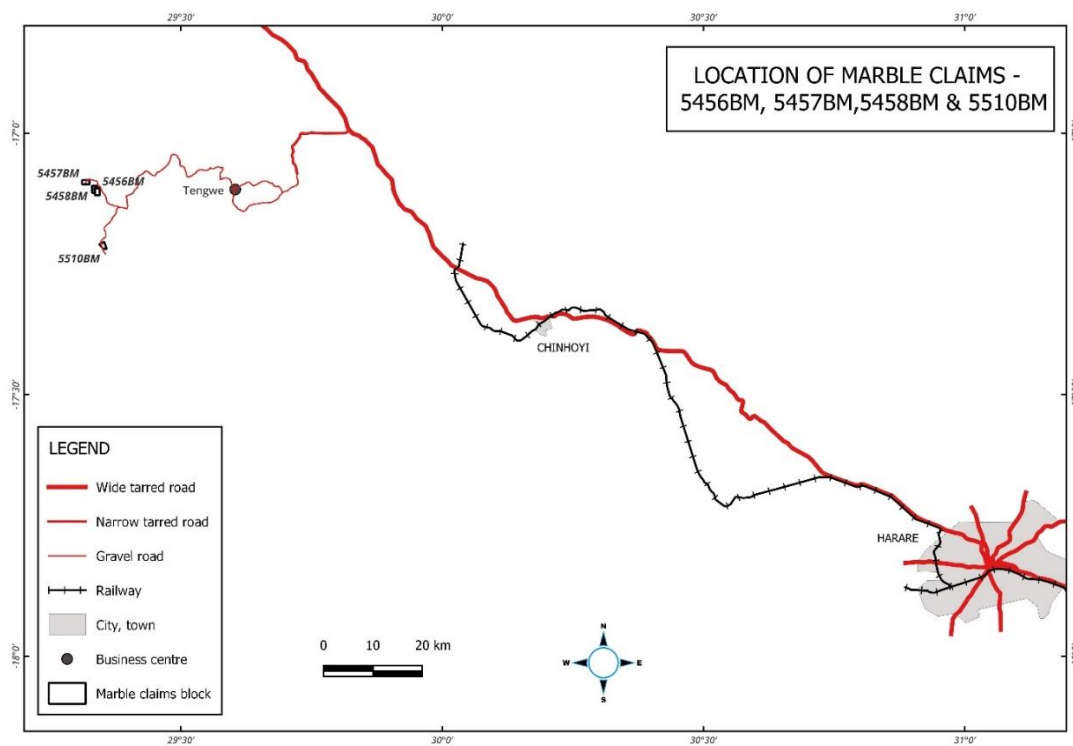 29°30'
30°0'
30°30'
31°0'
LOCATION OF MARBLE CLAIMS -
5456BM, 5457BM,5458BM & 5510BM
-17°0'
5457BM
5456BM
5458BM
Tengwe
5510BM
CHINHOYI
-17°30'
LEGEND
Wide tarred road
Narrow tarred road
Gravel road
Railway
City, town
Business centre
Marble claims block
HARARE
0 10 20 km
N
W
E
S
-18°0'
29°30'
30°0'
30°30'
31°0'